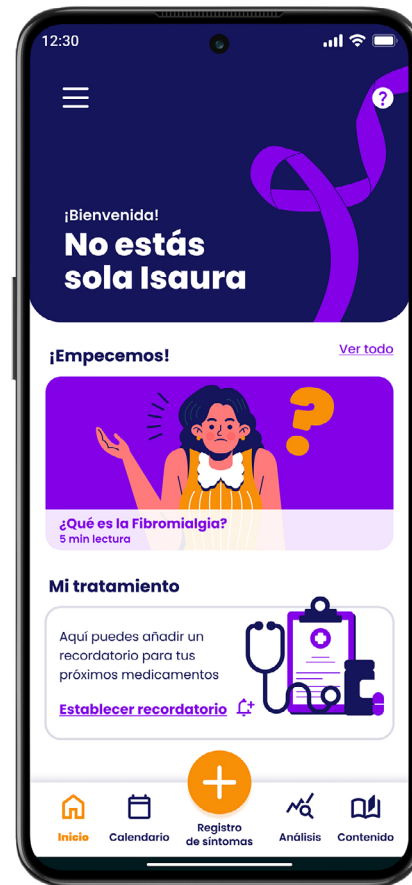 12:30
?
¡Bienvenida!
No estás
sola Isaura
¡Empecemos!
Ver todo
¿Qué es la Fibromialgia?
5 min lectura
Mi tratamiento
Aquí puedes añadir un
recordatorio para tus
próximos medicamentos
Establecer recordatorio
Inicio
Calendario
Registro
de síntomas
Análisis
Contenido